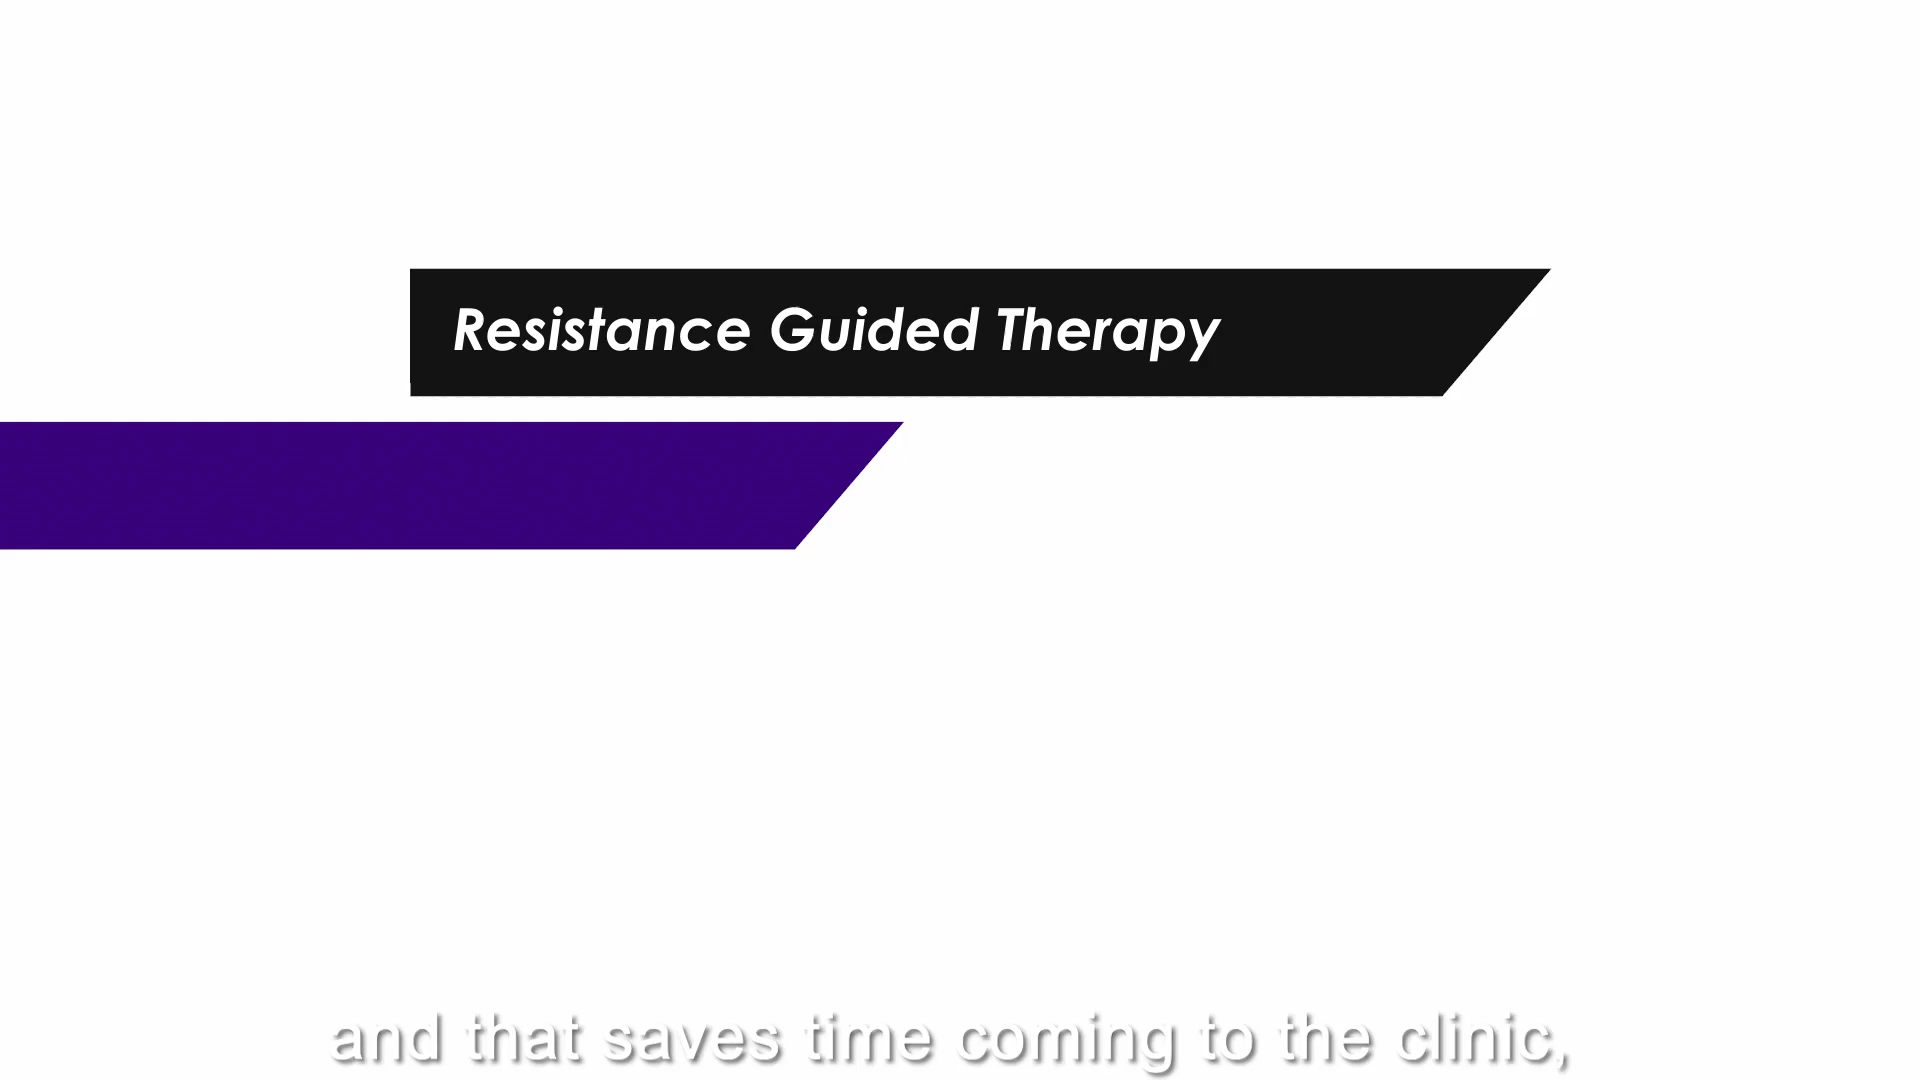 Resistance Guided Therapy
and that saves time coming to the clinic,